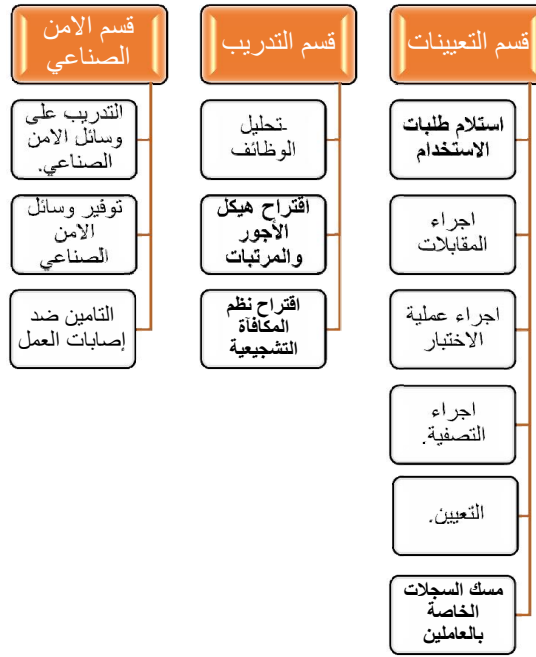 قسم التعيينات
استلام طلبات
الاستخدام
اجراء
المقابلات
اجراء عملية
الاختبار
اجراء
التصفية.
التعيين.
مسك السجلات
الخاصة
بالعاملين
قسم التدريب
-تحليل
الوظائف
اقتراح هيكل
الأجور
والمرتبات
اقتراح نظم
المكافآة
التشجيعية
قسم الامن
الصناعي
التدريب على
وسائل الامن
الصناعي.
توفير وسائل
الامن
الصناعي
التامين ضد
إصابات العمل